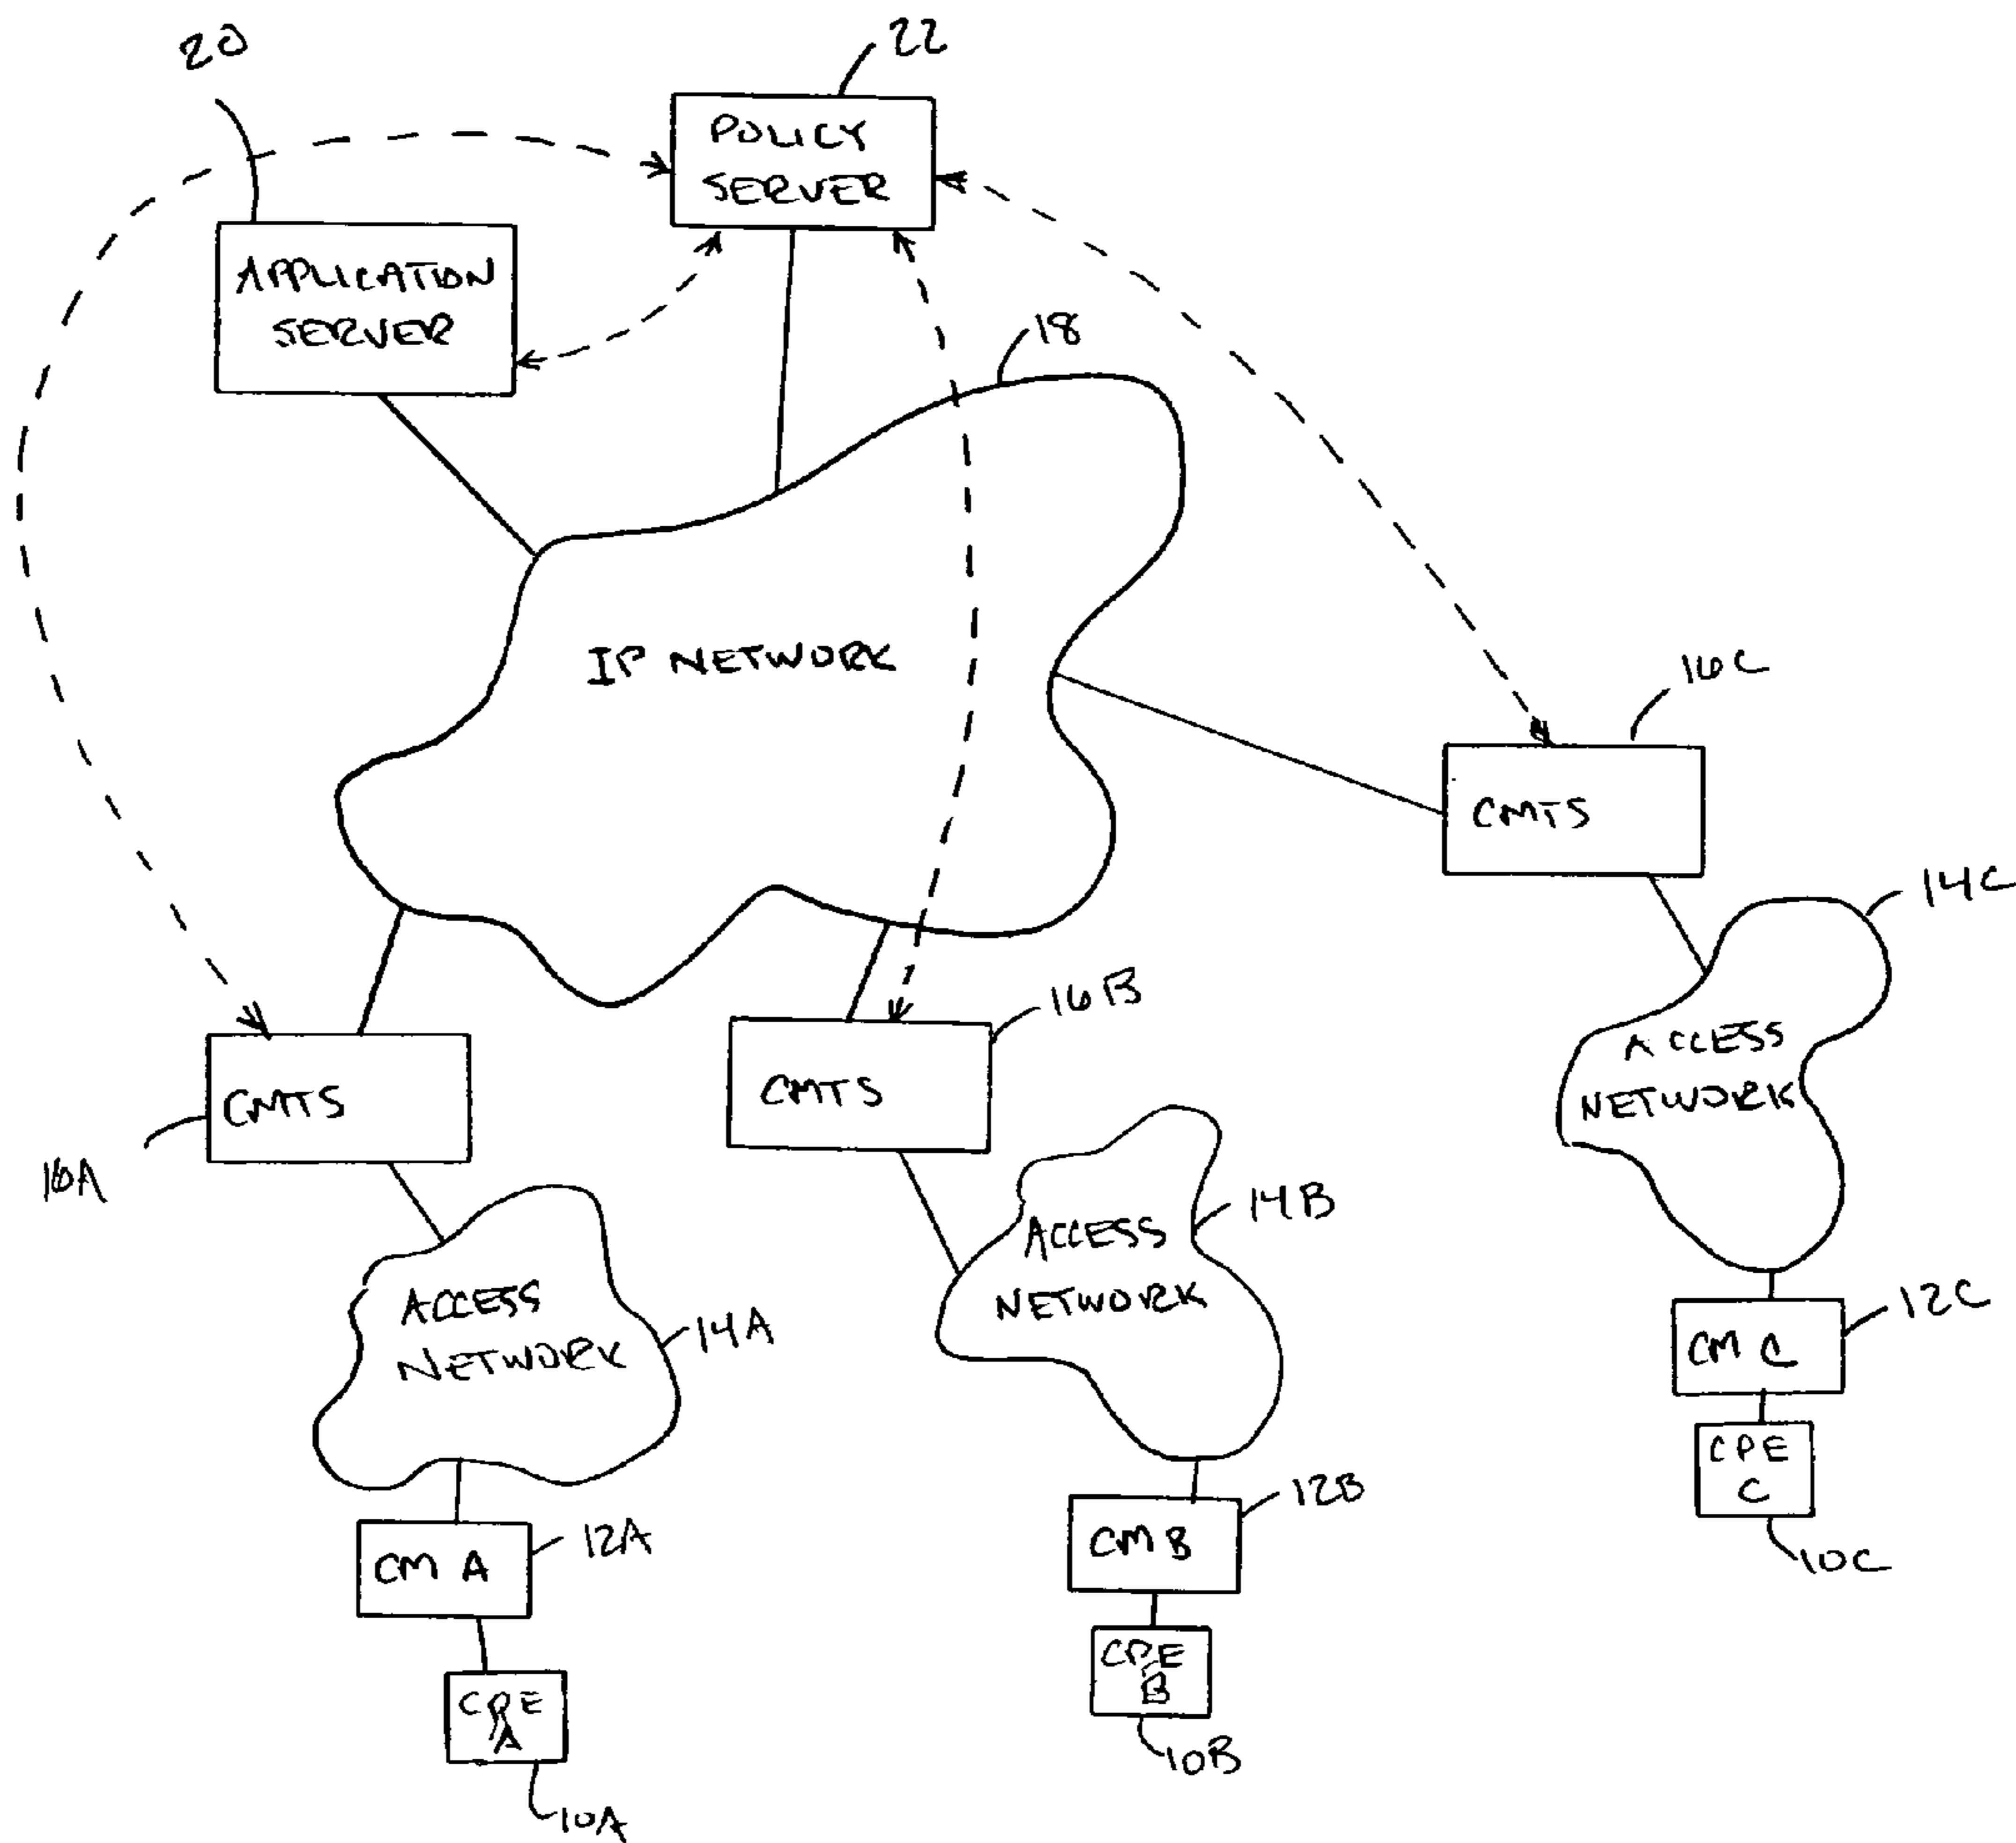 20
22
POLICY
SERVER
APPLICATION
SERVER
18
IP NETWORK
16C
CMTS
14C
16B
ACCESS
NETWORK
CMTS
CMTS
16A
14B
ACCESS
NETWORK
ACCESS
NETWORK
14A
12C
CM C
CPE
C
12B
10C
CM B
12A
CM A
CPE
B
CPE
A
10B
10A